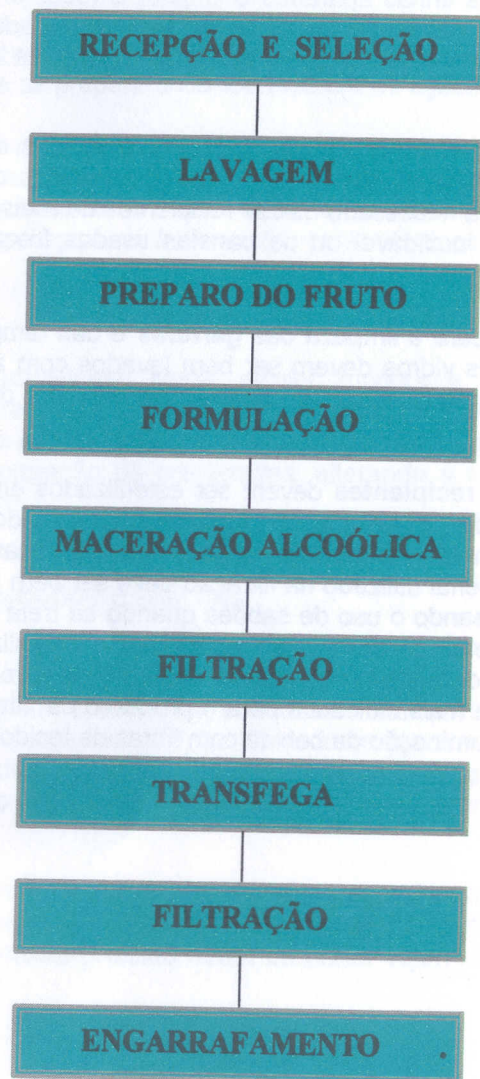 RECEPÇÃO E SELEÇÃO
LAVAGEM
PREPARO DO FRUTO
FORMULAÇÃO
MACERAÇÃO ALCOÓLICA
FILTRAÇÃO
TRANSFEGA
FILTRAÇÃO
ENGARRAFAMENTO .